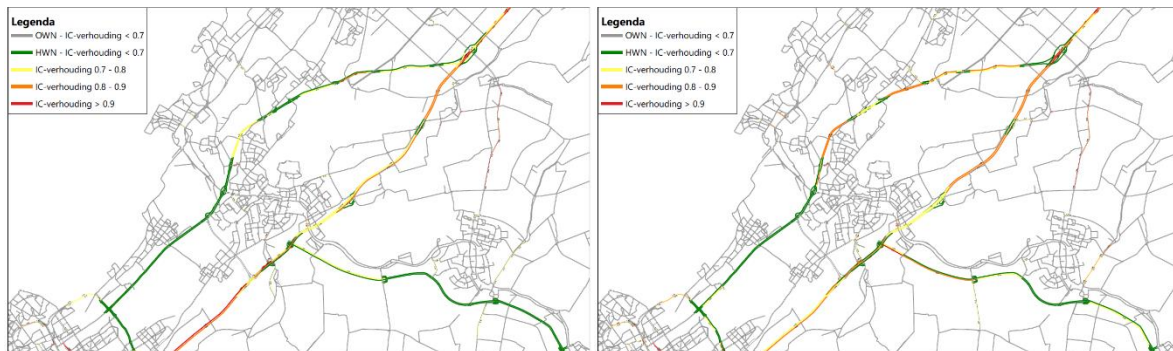 Legenda
OWN - IC-verhouding < 0.7
HWN - IC-verhouding < 0.7
IC-verhouding 0.7 - 0.8
IC-verhouding 0.8 - 0.9
IC-verhouding > 0.9
Legenda
OWN - IC-verhouding < 0.7
HWN - IC-verhouding < 0.7
IC-verhouding 0.7 - 0.8
IC-verhouding 0.8 - 0.9
IC-verhouding > 0.9